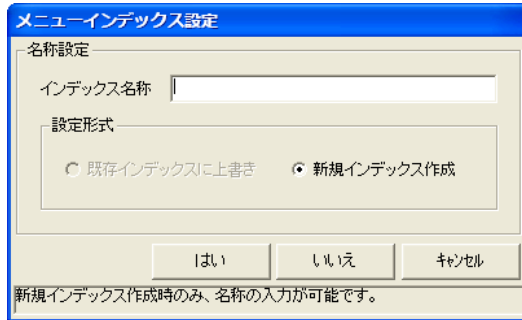 メニューインデックス設定
名称設定
インデックス名称
設定形式
既存インデックスに上書き
新規インデックス作成
はい
いいえ
ｷｬﾝｾﾙ
新規インデックス作成時のみ、名称の入力が可能です。